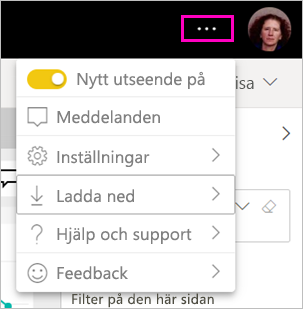 Nytt utseende på
isa
Meddelanden
Inställningar
Ladda ned
Hjälp och support
Feedback
Filter på den här sidan